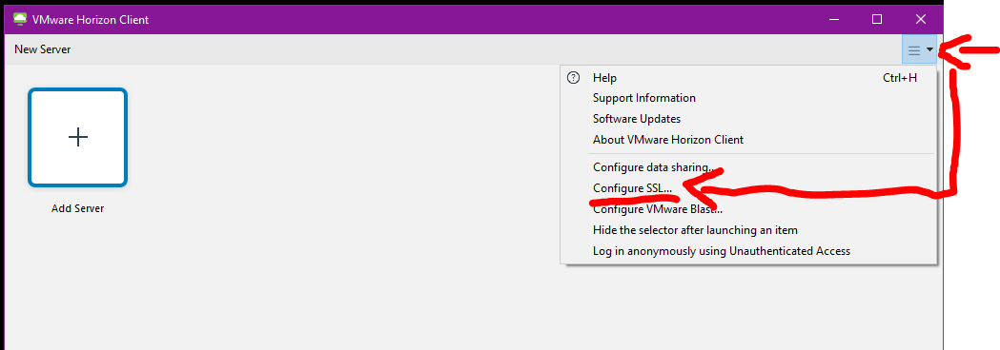 VMware Horizon Client
New Server
Help Ctrl+H
Support Information
Software Updates
About VMware Horizon Client
Configure data sharing...
Configure SSL...
Configure VMware Blast...
Hide the selector after launching an item
Log in anonymously using Unauthenticated Access
Add Server